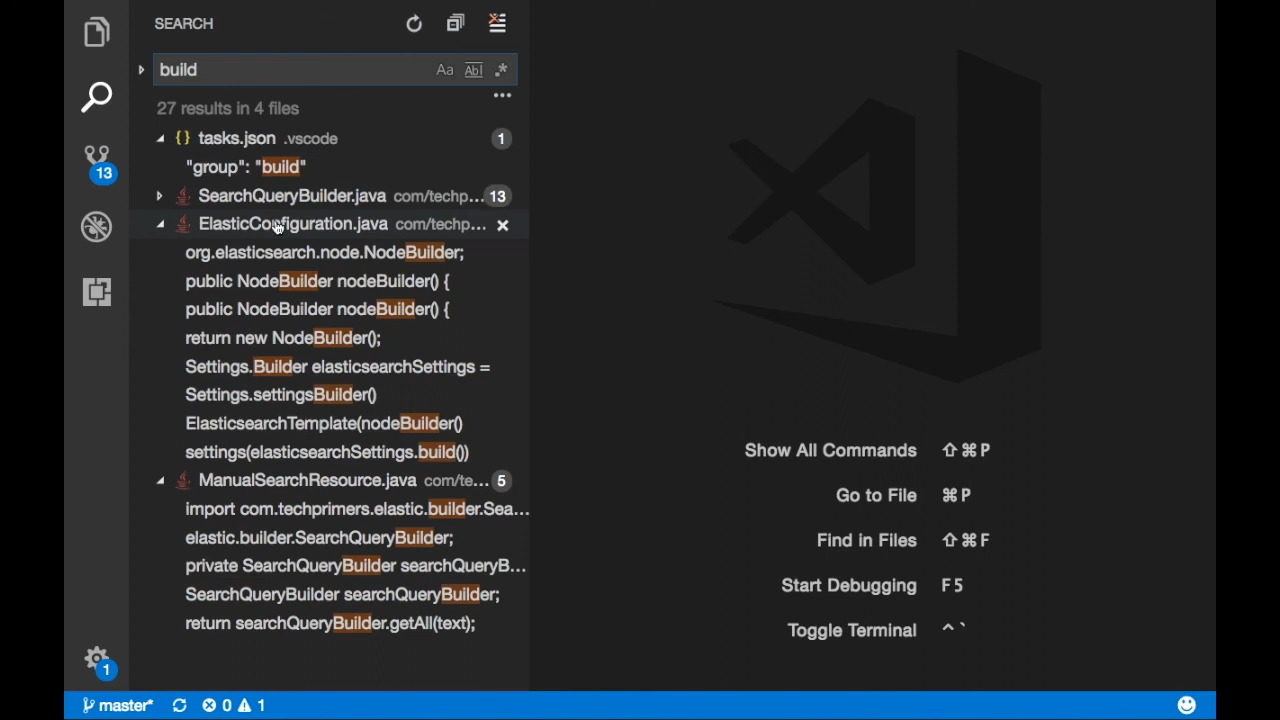 SEARCH
build
Aa Abl .*
...
27 results in 4 files
{} tasks.json .vscode 1
"group": "build"
SearchQueryBuilder.java com/techp... 13
ElasticConfiguration.java com/techp...
org.elasticsearch.node.NodeBuilder;
public NodeBuilder nodeBuilder() {
public NodeBuilder nodeBuilder() {
return new NodeBuilder();
Settings.Builder elasticsearchSettings =
Settings.settingsBuilder()
ElasticsearchTemplate(nodeBuilder()
settings(elasticsearchSettings.build())
ManualSearchResource.java com/te... 5
import com.techprimers.elastic.builder.Sea...
elastic.builder.SearchQueryBuilder;
private SearchQueryBuilder searchQueryB...
SearchQueryBuilder searchQueryBuilder;
return searchQueryBuilder.getAll(text);
13
1
Show All Commands ⇧⌘P
Go to File ⌘P
Find in Files ⇧⌘F
Start Debugging F5
Toggle Terminal ⌃`
master* 0 1